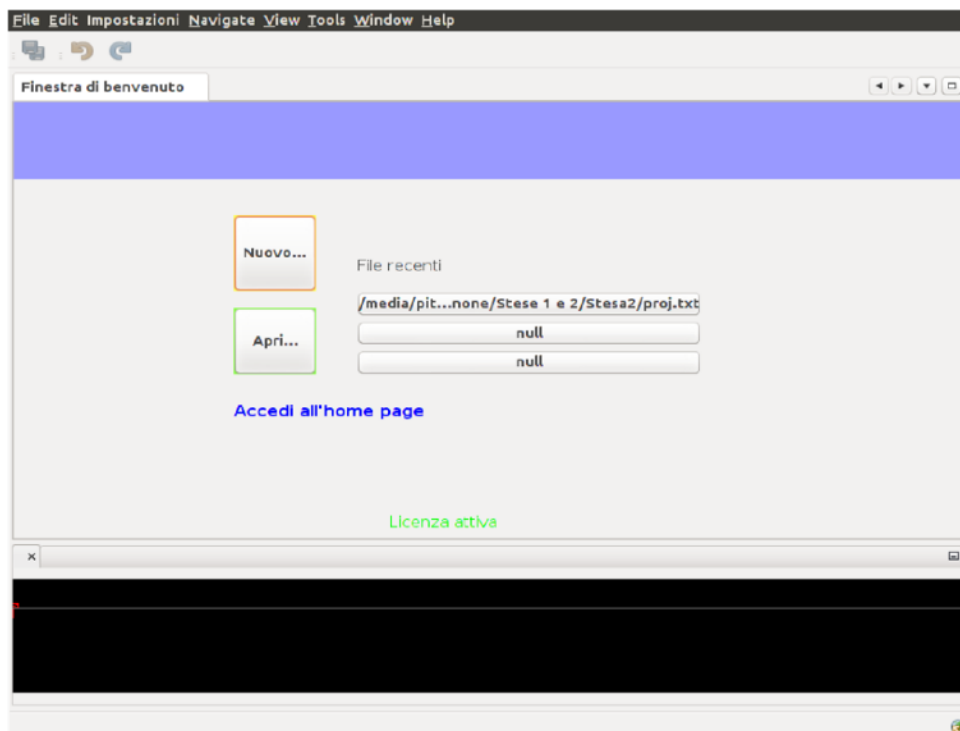 File Edit Impostazioni Navigate View Tools Window Help
Finestra di benvenuto
Nuovo...
File recenti
/media/pit...none/Stese 1 e 2/Stesa2/proj.txt
null
Apri...
null
Accedi all'home page
Licenza attiva